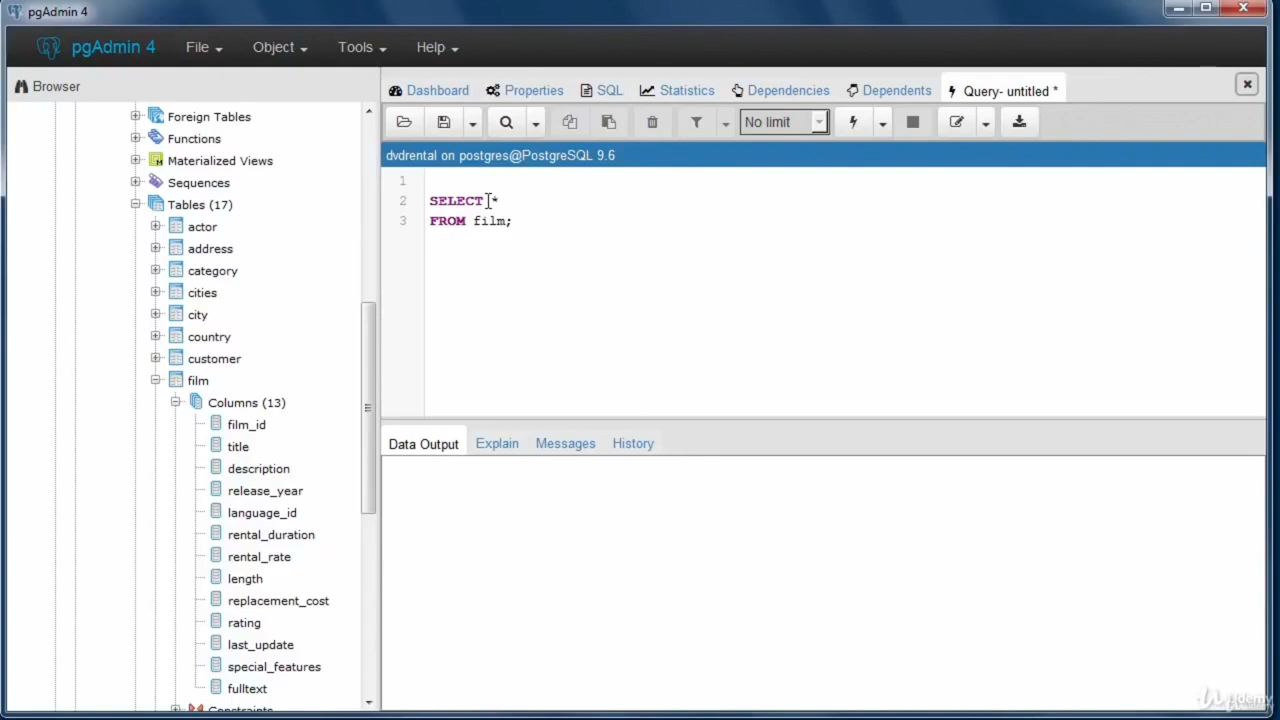 pgAdmin 4
pgAdmin 4 File Object Tools Help
Browser
Dashboard Properties SQL Statistics Dependencies Dependents Query- untitled *
No limit
dvdrental on postgres@PostgreSQL 9.6
1
2 SELECT *
3 FROM film;
Foreign Tables
Functions
Materialized Views
Sequences
Tables (17)
actor
address
category
cities
city
country
customer
film
Columns (13)
film_id
title
description
release_year
language_id
rental_duration
rental_rate
length
replacement_cost
rating
last_update
special_features
fulltext
Constraints
Data Output Explain Messages History
Udemy